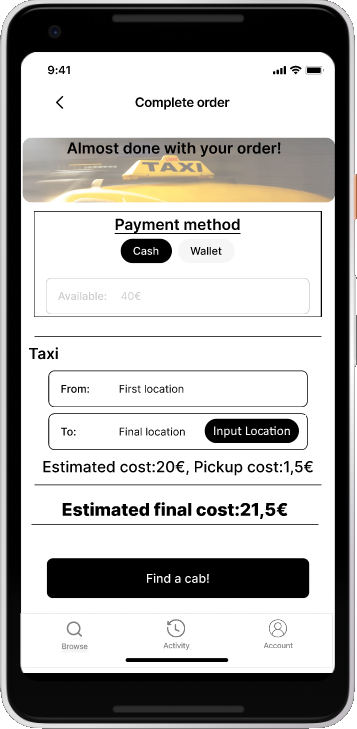 9:41
Complete order
Almost done with your order!
TAXI
Payment method
Cash Wallet
Available: 40€
Taxi
From: First location
To: Final location Input Location
Estimated cost:20€, Pickup cost:1,5€
Estimated final cost:21,5€
Find a cab!
Browse Activity Account